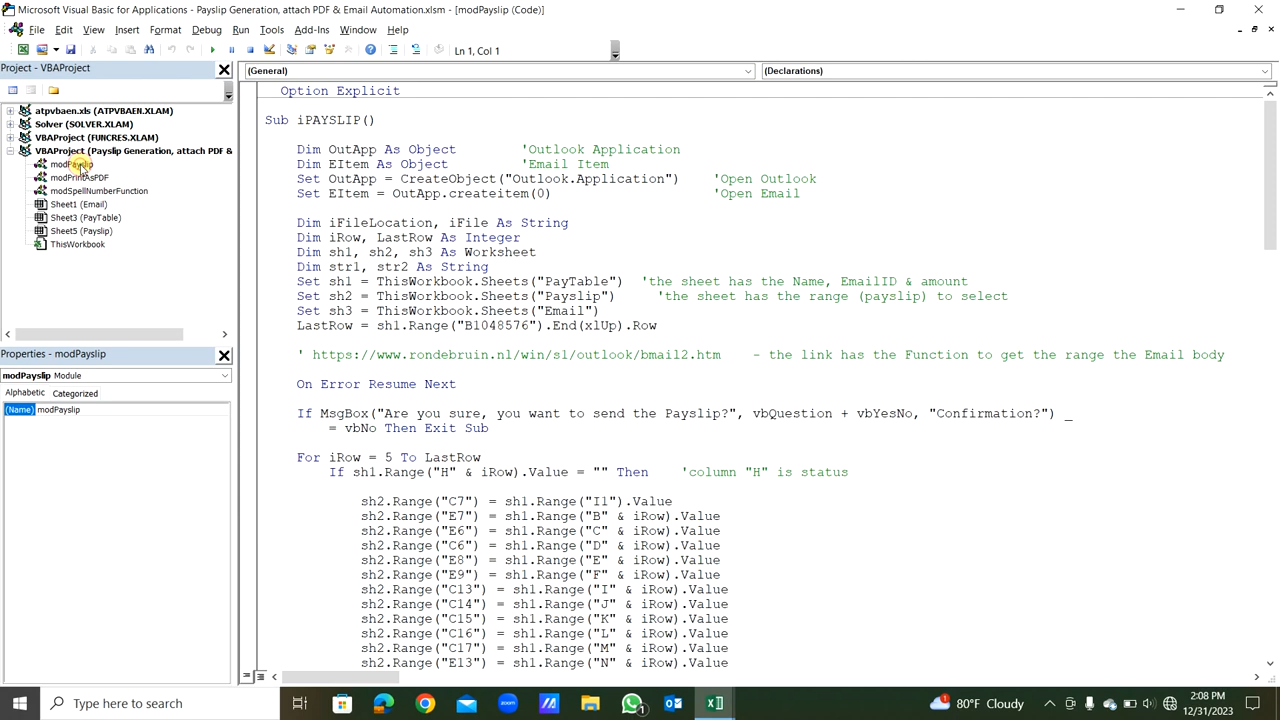 Microsoft Visual Basic for Applications - Payslip Generation, attach PDF & Email Automation.xlsm - [modPayslip (Code)]
File Edit View Insert Format Debug Run Tools Add-Ins Window Help
Ln 1, Col 1
Project - VBAProject
atpvbaen.xls (ATPVBAEN.XLAM)
Solver (SOLVER.XLAM)
VBAProject (FUNCRES.XLAM)
VBAProject (Payslip Generation, attach PDF &
modPayslip
modPrintAsPDF
modSpellNumberFunction
Sheet1 (Email)
Sheet3 (PayTable)
Sheet5 (Payslip)
ThisWorkbook
Properties - modPayslip
modPayslip Module
Alphabetic Categorized
(Name) modPayslip
(General) (Declarations)
Option Explicit
Sub iPAYSLIP()
Dim OutApp As Object 'Outlook Application
Dim EItem As Object 'Email Item
Set OutApp = CreateObject("Outlook.Application") 'Open Outlook
Set EItem = OutApp.createitem(0) 'Open Email
Dim iFileLocation, iFile As String
Dim iRow, LastRow As Integer
Dim sh1, sh2, sh3 As Worksheet
Dim str1, str2 As String
Set sh1 = ThisWorkbook.Sheets("PayTable") 'the sheet has the Name, EmailID & amount
Set sh2 = ThisWorkbook.Sheets("Payslip") 'the sheet has the range (payslip) to select
Set sh3 = ThisWorkbook.Sheets("Email")
LastRow = sh1.Range("B1048576").End(xlUp).Row
' https://www.rondebruin.nl/win/s1/outlook/bmail2.htm - the link has the Function to get the range the Email body
On Error Resume Next
If MsgBox("Are you sure, you want to send the Payslip?", vbQuestion + vbYesNo, "Confirmation?") _
= vbNo Then Exit Sub
For iRow = 5 To LastRow
If sh1.Range("H" & iRow).Value = "" Then 'column "H" is status
sh2.Range("C7") = sh1.Range("I1").Value
sh2.Range("E7") = sh1.Range("B" & iRow).Value
sh2.Range("E6") = sh1.Range("C" & iRow).Value
sh2.Range("C6") = sh1.Range("D" & iRow).Value
sh2.Range("E8") = sh1.Range("E" & iRow).Value
sh2.Range("E9") = sh1.Range("F" & iRow).Value
sh2.Range("C13") = sh1.Range("I" & iRow).Value
sh2.Range("C14") = sh1.Range("J" & iRow).Value
sh2.Range("C15") = sh1.Range("K" & iRow).Value
sh2.Range("C16") = sh1.Range("L" & iRow).Value
sh2.Range("C17") = sh1.Range("M" & iRow).Value
sh2.Range("E13") = sh1.Range("N" & iRow).Value
Type here to search
80°F Cloudy
2:08 PM
12/31/2023